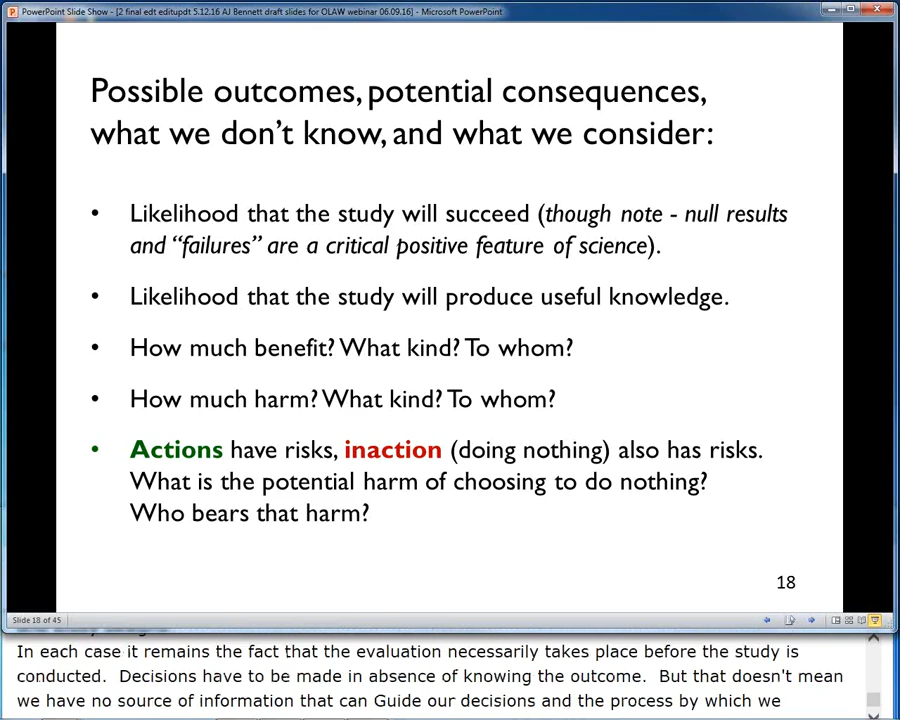 PowerPoint Slide Show - [2 final edt editupdt 5.12.16 AJ Bennett draft slides for OLAW webinar 06.09.16] - Microsoft PowerPoint
Possible outcomes, potential consequences,
what we don't know, and what we consider:
• Likelihood that the study will succeed (though note - null results
and “failures” are a critical positive feature of science).
• Likelihood that the study will produce useful knowledge.
• How much benefit? What kind? To whom?
• How much harm? What kind? To whom?
• Actions have risks, inaction (doing nothing) also has risks.
What is the potential harm of choosing to do nothing?
Who bears that harm?
18
Slide 18 of 45
In each case it remains the fact that the evaluation necessarily takes place before the study is
conducted.  Decisions have to be made in absence of knowing the outcome.  But that doesn't mean
we have no source of information that can Guide our decisions and the process by which we